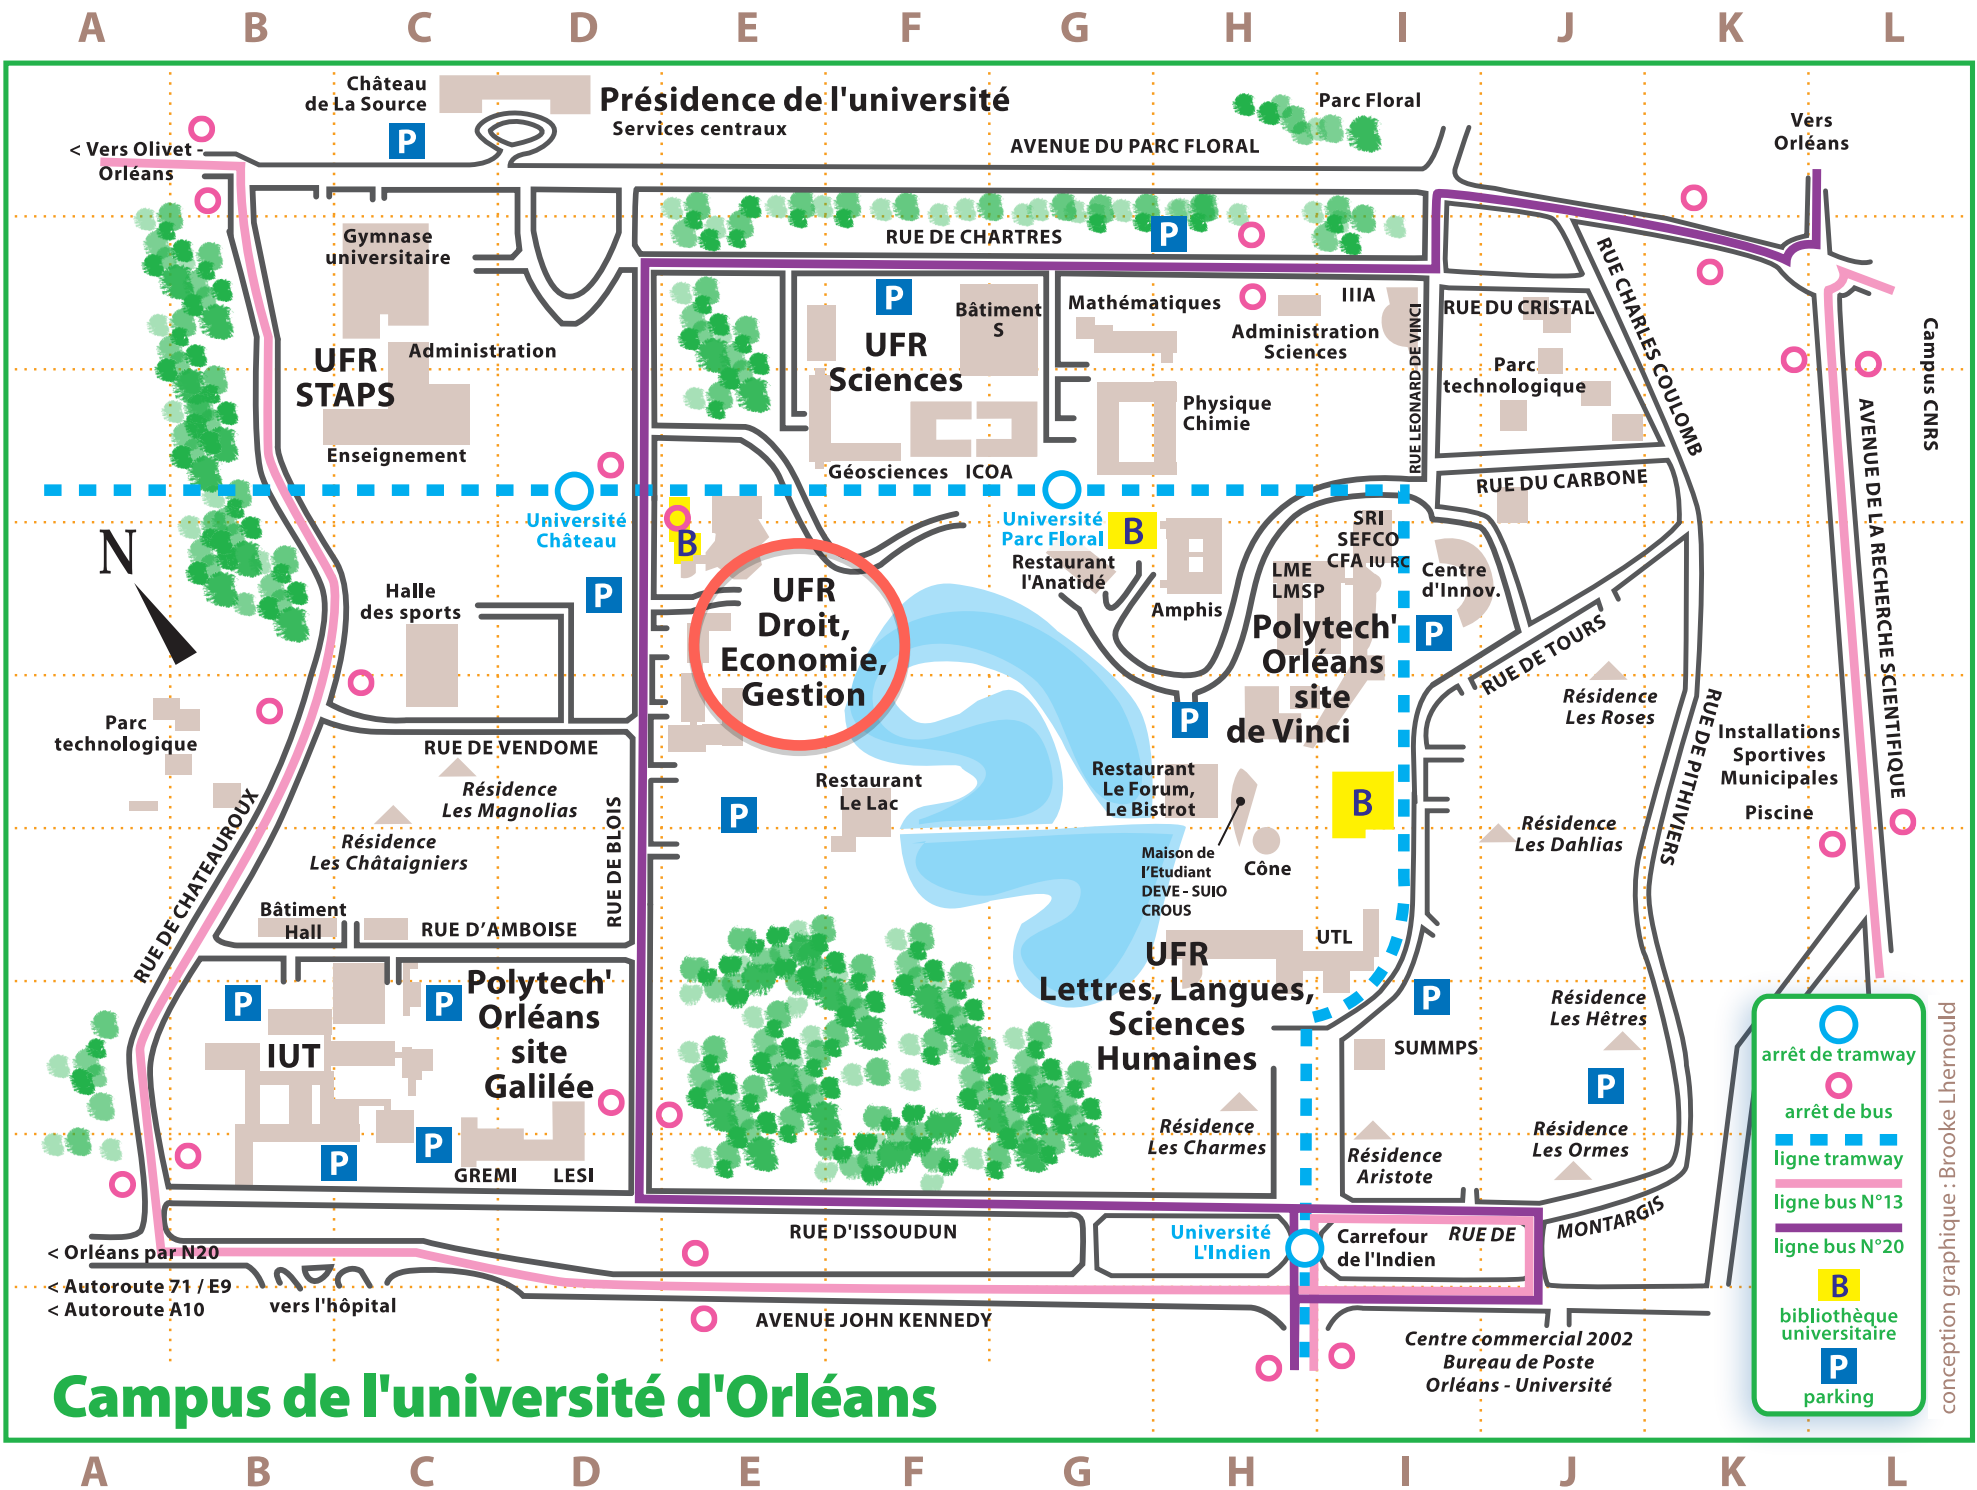 A B C D E F G H I J K L
Château
de La Source
P
Présidence de l'université
Services centraux
Parc Floral
AVENUE DU PARC FLORAL
Vers
Orléans
< Vers Olivet -
Orléans
Gymnase
universitaire
P
RUE DE CHARTRES
RUE CHARLES COULOMB
P
Bâtiment
S
Mathématiques
IIIA
Administration
Sciences
RUE LEONARD DE VINCI
RUE DU CRISTAL
Campus CNRS
UFR
STAPS
Administration
UFR
Sciences
Parc
technologique
Physique
Chimie
AVENUE DE LA RECHERCHE SCIENTIFIQUE
Enseignement
Géosciences
ICOA
RUE DU CARBONE
Université
Château
B
Université
Parc Floral
B
SRI
SEFCO
CFA IU RC
N
Restaurant
l'Anatidé
LME
LMSP
Centre
d'Innov.
Halle
des sports
P
UFR
Droit,
Economie,
Gestion
Amphis
Polytech'
Orléans
site
de Vinci
P
RUE DE TOURS
Résidence
Les Roses
RUE DE PITHIVIERS
Parc
technologique
RUE DE VENDOME
P
Installations
Sportives
Municipales
Piscine
Résidence
Les Magnolias
Résidence
Les Châtaigniers
RUE DE BLOIS
P
Restaurant
Le Lac
Restaurant
Le Forum,
Le Bistrot
B
Résidence
Les Dahlias
Maison de
l'Etudiant
DEVE - SUIO
CROUS
Cône
RUE DE CHATEAUROUX
Bâtiment
Hall
RUE D'AMBOISE
UTL
UFR
Lettres, Langues,
Sciences
Humaines
P
P
P
Polytech'
Orléans
site
Galilée
IUT
Résidence
Les Hêtres
SUMMPS
P
Résidence
Les Charmes
Résidence
Les Ormes
P
P
GREMI
LESI
Résidence
Aristote
RUE D'ISSOUDUN
Université
L'Indien
Carrefour
de l'Indien
RUE DE
MONTARGIS
< Orléans par N20
< Autoroute 71 / E9
< Autoroute A10
vers l'hôpital
AVENUE JOHN KENNEDY
Centre commercial 2002
Bureau de Poste
Orléans - Université
arrêt de tramway
arrêt de bus
ligne tramway
ligne bus N°13
ligne bus N°20
B
bibliothèque
universitaire
P
parking
conception graphique : Brooke Lhernould
Campus de l'université d'Orléans
A B C D E F G H I J K L